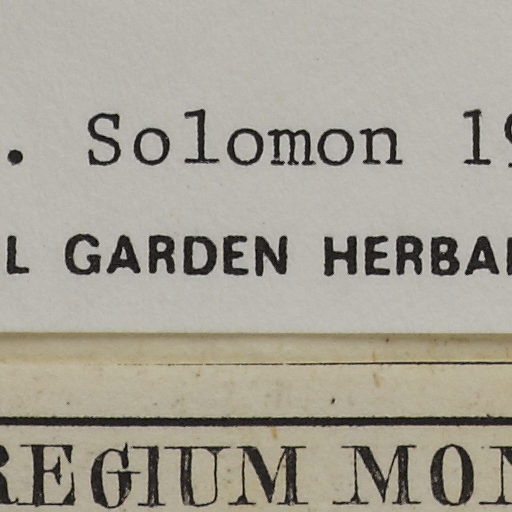 . Solomon 19
L GARDEN HERBA
REGIUM MON